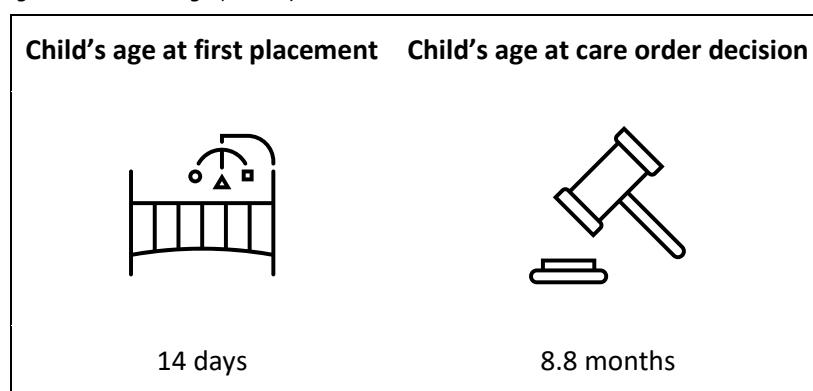 Child’s age at first placement Child’s age at care order decision
14 days 8.8 months